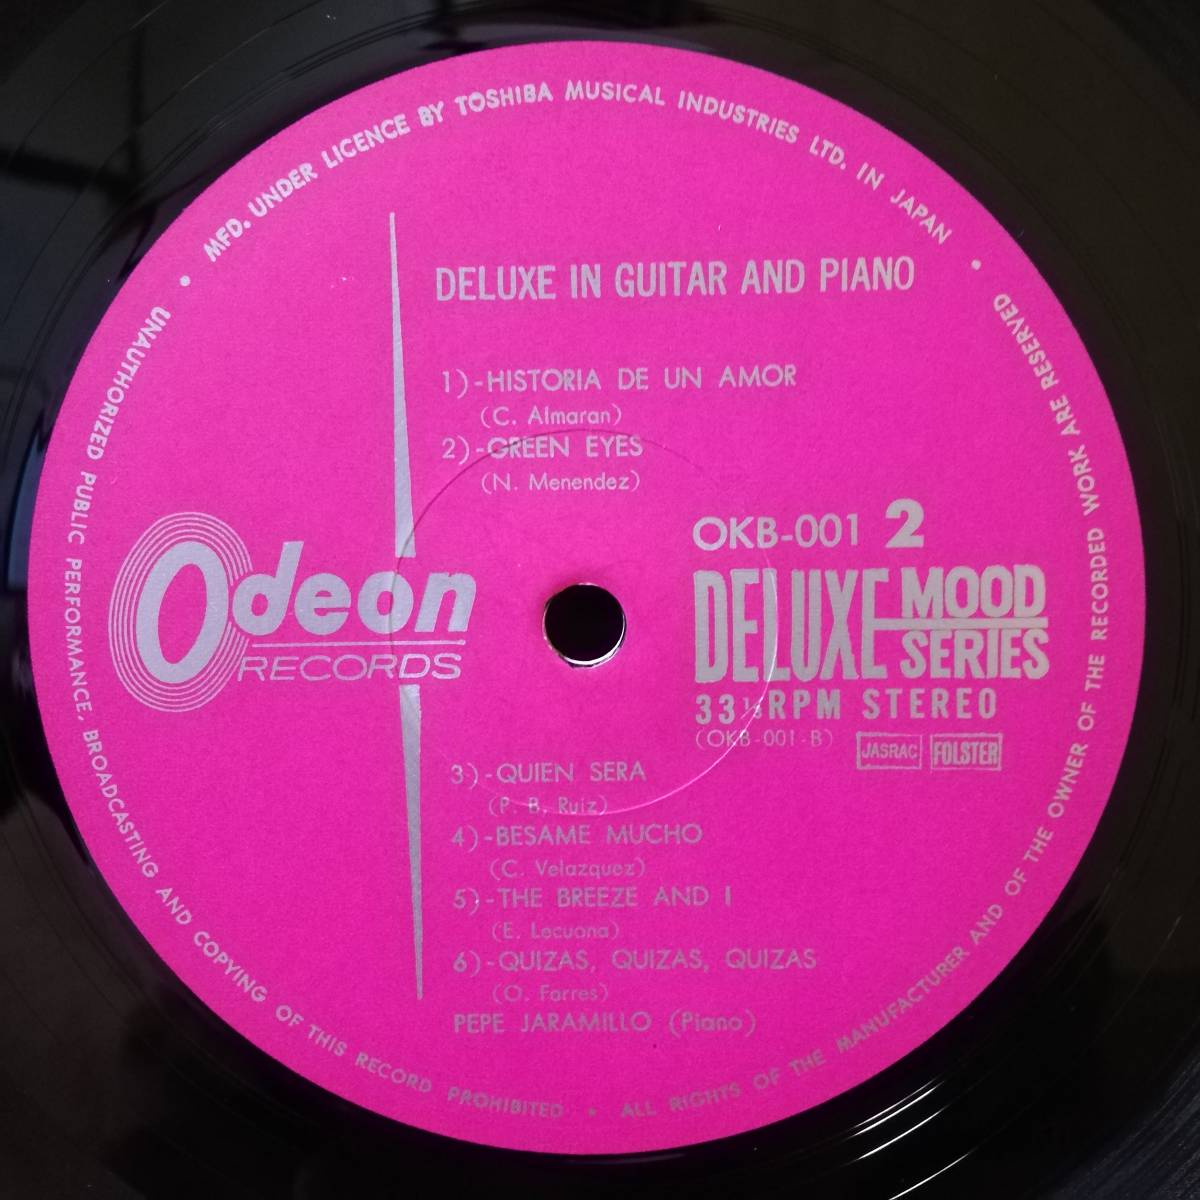 MFD. UNDER LICENCE BY TOSHIBA MUSICAL INDUSTRIES LTD. IN JAPAN
DELUXE IN GUITAR AND PIANO
1)-HISTORIA DE UN AMOR
(C. Almaran)
2)-GREEN EYES
(N. Menendez)
Odeon
RECORDS
OKB-001 2
DELUXE MOOD SERIES
33⅓RPM STEREO
(OKB-001-B) JASRAC FOLSTER
3)-QUIEN SERA
(P. B. Ruiz)
4)-BESAME MUCHO
(C. Velazquez)
5)-THE BREEZE AND I
(E. Lecuona)
6)-QUIZAS, QUIZAS, QUIZAS
(O. Farres)
PEPE JARAMILLO (Piano)
UNAUTHORIZED PUBLIC PERFORMANCE, BROADCASTING AND COPYING OF THIS RECORD PROHIBITED • ALL RIGHTS OF THE MANUFACTURER AND OF THE OWNER OF THE RECORDED WORK ARE RESERVED